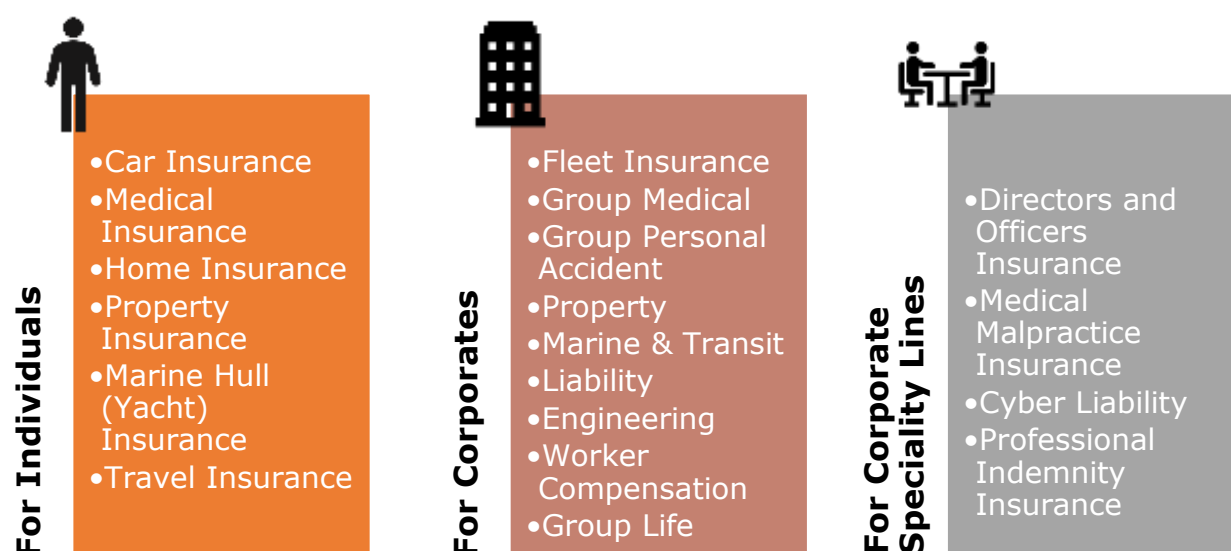 For Individuals
•Car Insurance
•Medical
Insurance
•Home Insurance
•Property
Insurance
•Marine Hull
(Yacht)
Insurance
•Travel Insurance
For Corporates
•Fleet Insurance
•Group Medical
•Group Personal
Accident
•Property
•Marine & Transit
•Liability
•Engineering
•Worker
Compensation
•Group Life
For Corporate
Speciality Lines
•Directors and
Officers
Insurance
•Medical
Malpractice
Insurance
•Cyber Liability
•Professional
Indemnity
Insurance